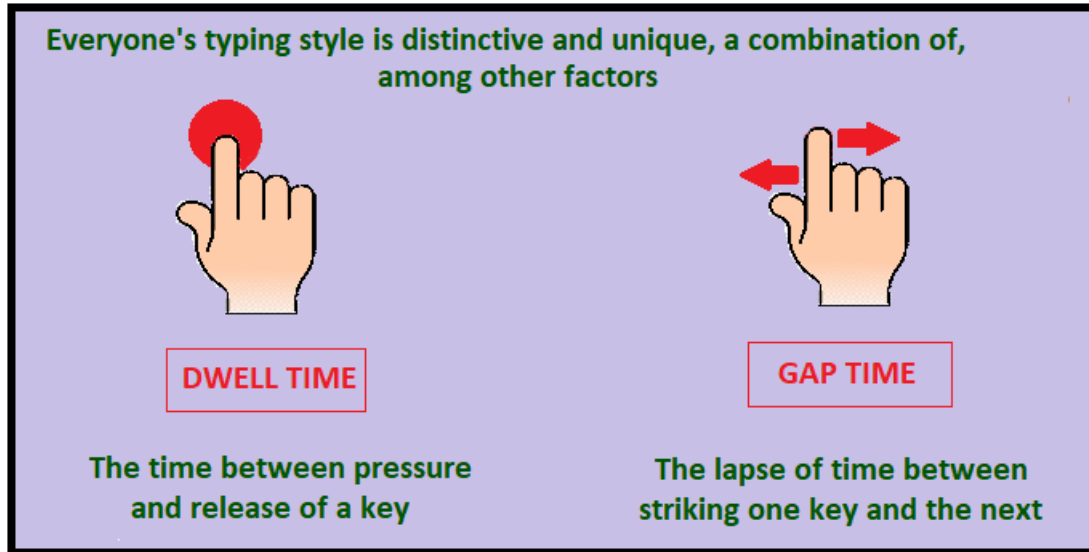 Everyone's typing style is distinctive and unique, a combination of,
among other factors
DWELL TIME
The time between pressure
and release of a key
GAP TIME
The lapse of time between
striking one key and the next